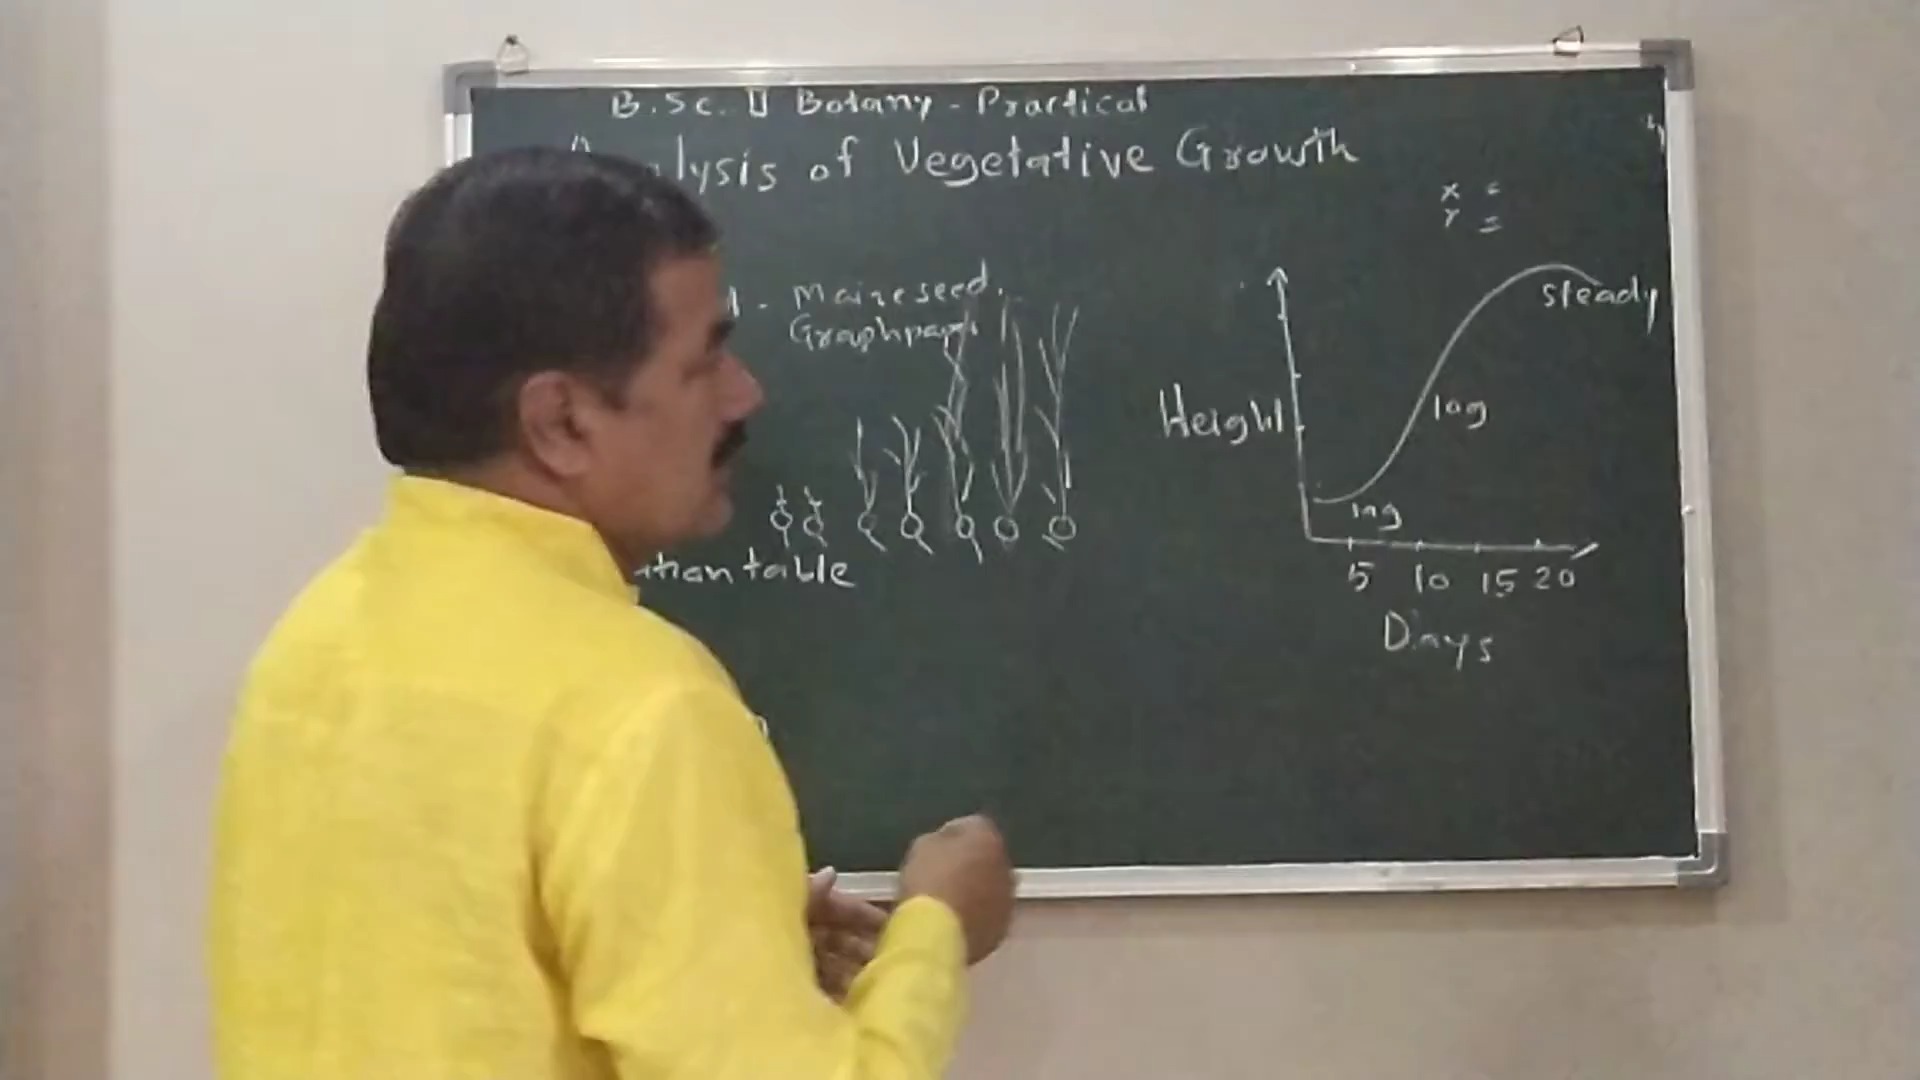 B.Sc. II Botany - Practical
Analysis of Vegetative Growth
x =
Y =
- Maize seed.
Graph paper
steady
Height
log
lag
table
5 10 15 20
Days